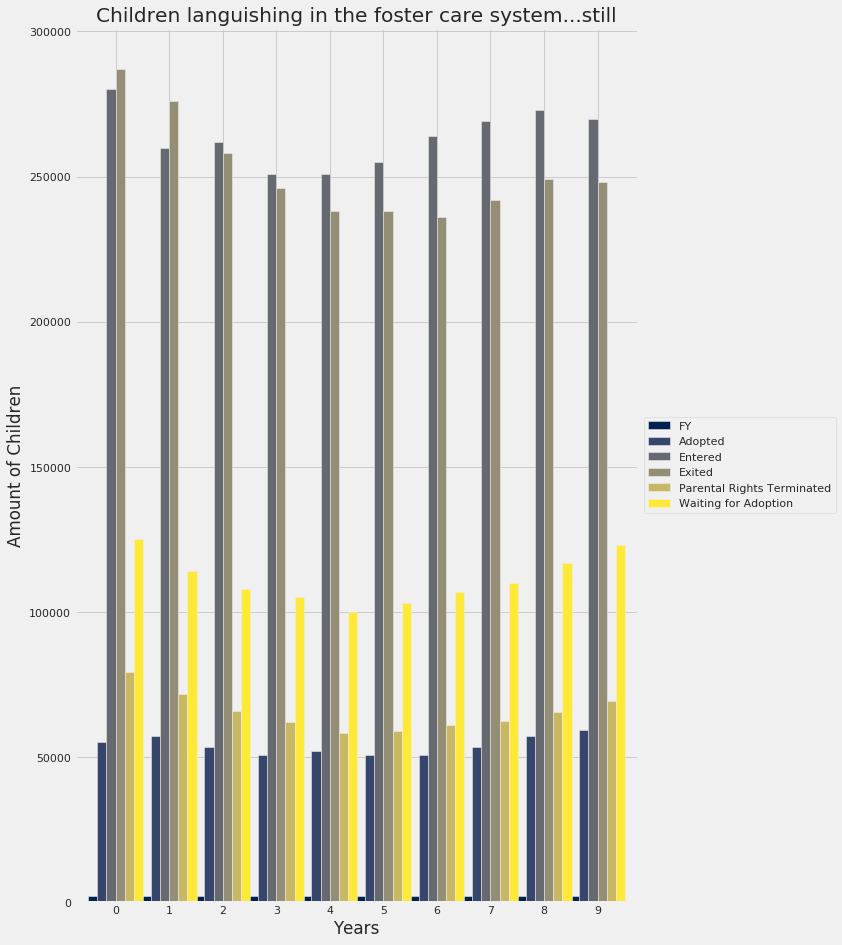 Children languishing in the foster care system...still
300000
250000
200000
150000
100000
50000
0
Amount of Children
0 1 2 3 4 5 6 7 8 9
Years
FY
Adopted
Entered
Exited
Parental Rights Terminated
Waiting for Adoption